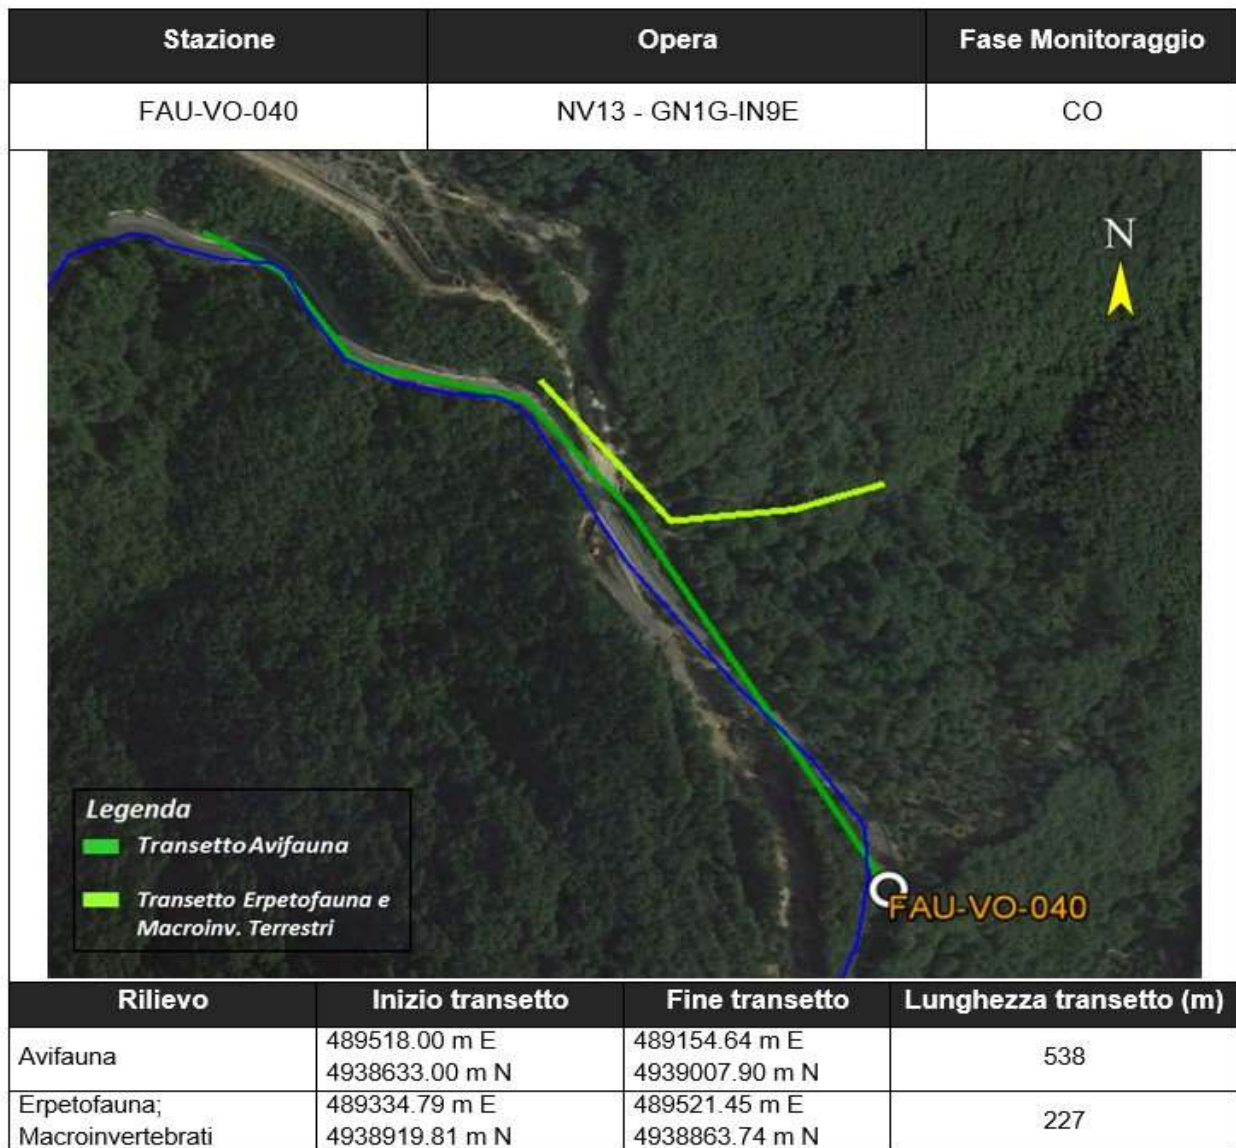 Stazione Opera Fase Monitoraggio
FAU-VO-040 NV13 - GN1G-IN9E CO
N
Legenda
Transetto Avifauna
Transetto Erpetofauna e
Macroinv. Terrestri
FAU-VO-040
Rilievo Inizio transetto Fine transetto Lunghezza transetto (m)
Avifauna 489518.00 m E 489154.64 m E 538
4938633.00 m N 4939007.90 m N
Erpetofauna; 489334.79 m E 489521.45 m E 227
Macroinvertebrati 4938919.81 m N 4938863.74 m N